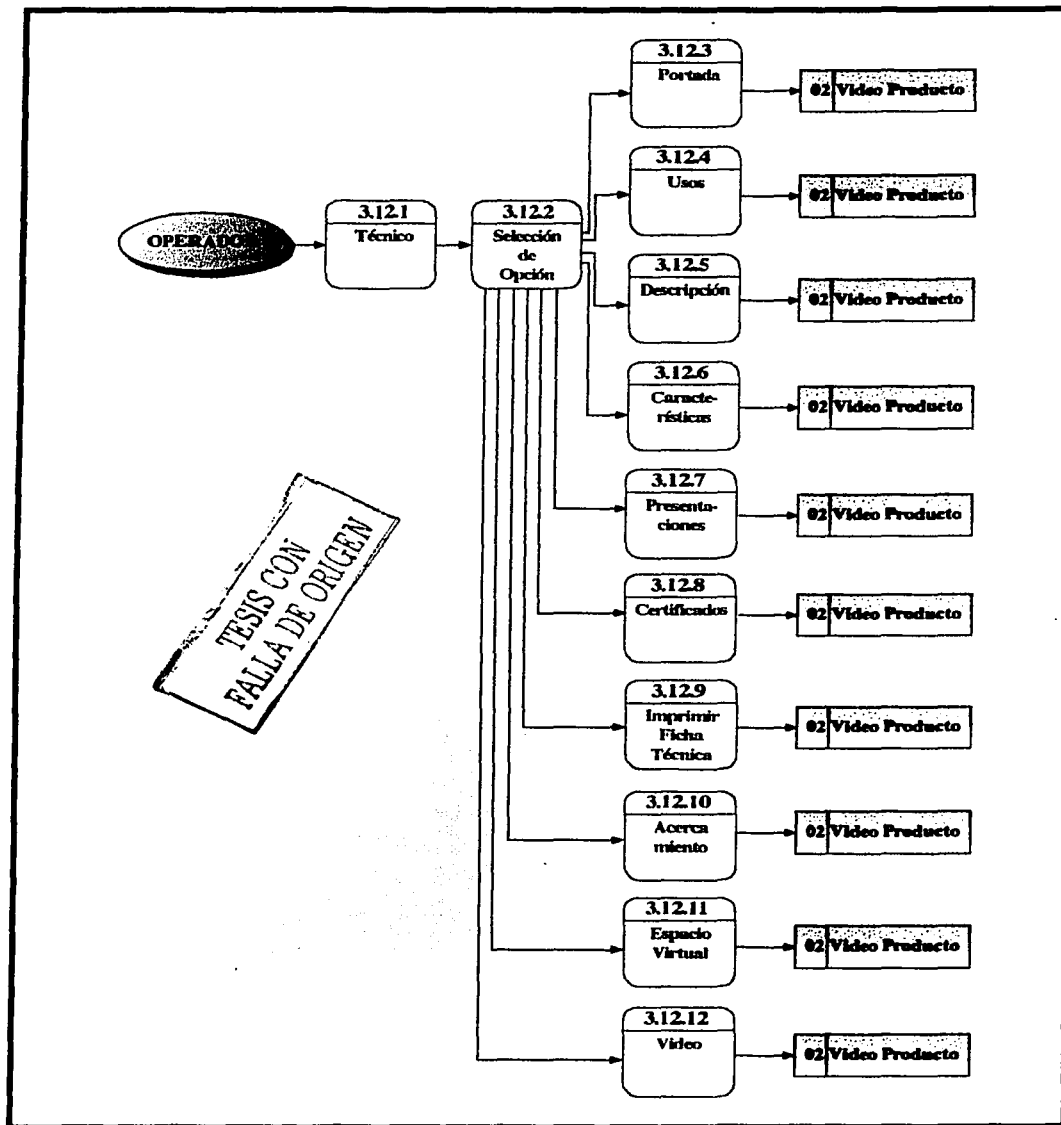 3.12.3
Portada
02 Video Producto
3.12.4
Usos
02 Video Producto
OPERADOR
3.12.1
Técnico
3.12.2
Selección
de
Opción
3.12.5
Descripción
02 Video Producto
3.12.6
Caracte-
rísticas
02 Video Producto
3.12.7
Presenta-
ciones
02 Video Producto
3.12.8
Certificados
02 Video Producto
3.12.9
Imprimir
Ficha
Técnica
02 Video Producto
3.12.10
Acerca
miento
02 Video Producto
3.12.11
Espacio
Virtual
02 Video Producto
3.12.12
Video
02 Video Producto
TESIS CON
FALLA DE ORIGEN